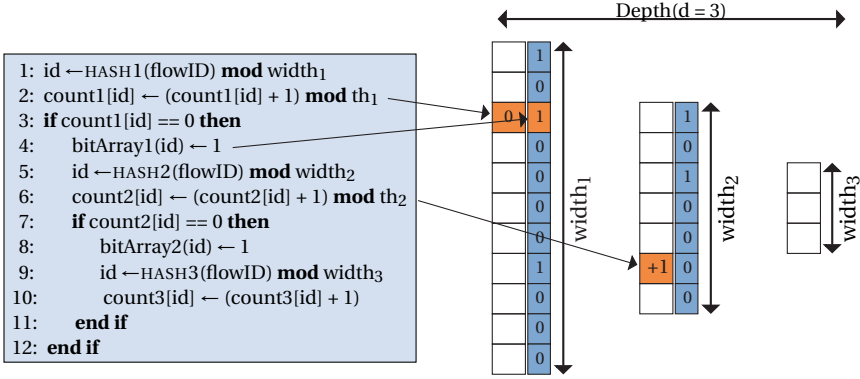 Depth(d = 3)
1: id ←HASH1(flowID) mod width₁
2: count1[id] ← (count1[id] + 1) mod th₁
3: if count1[id] == 0 then
4: bitArray1(id) ← 1
5: id ←HASH2(flowID) mod width₂
6: count2[id] ← (count2[id] + 1) mod th₂
7: if count2[id] == 0 then
8: bitArray2(id) ← 1
9: id ←HASH3(flowID) mod width₃
10: count3[id] ← (count3[id] + 1)
11: end if
12: end if
1
0
0 1
0
0
0
0
1
0
0
0
width₁
1
0
1
0
0
+1 0
0
width₂
width₃